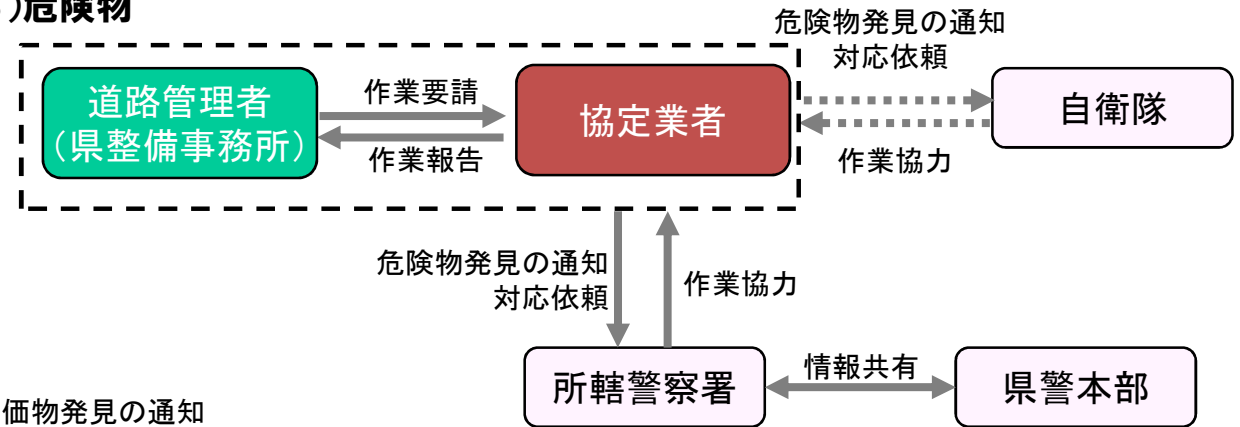 )危険物
危険物発見の通知
対応依頼
道路管理者
(県整備事務所)
作業要請
作業報告
協定業者
自衛隊
作業協力
危険物発見の通知
対応依頼
作業協力
所轄警察署
情報共有
県警本部
価物発見の通知